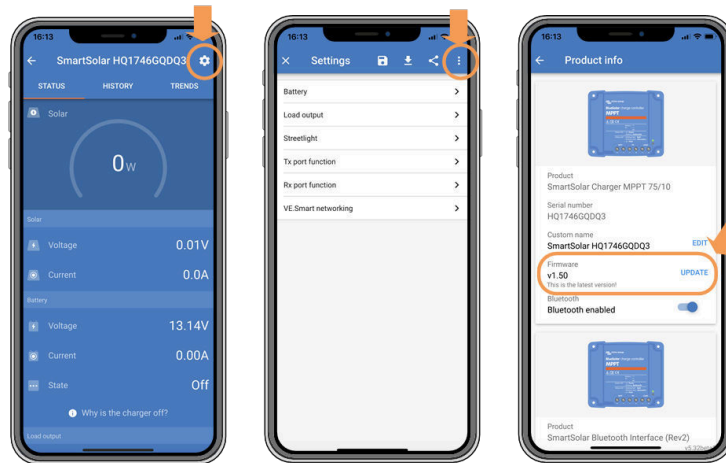 16:13
SmartSolar HQ1746GQDQ3
STATUS HISTORY TRENDS
Solar
0W
Solar
Voltage 0.01V
Current 0.0A
Battery
Voltage 13.14V
Current 0.00A
State Off
Why is the charger off?
Load output
16:13
Settings
Battery
Load output
Streetlight
Tx port function
Rx port function
VE.Smart networking
16:13
Product info
MPPT
Product
SmartSolar Charger MPPT 75/10
Serial number
HQ1746GQDQ3
Custom name
SmartSolar HQ1746GQDQ3 EDIT
Firmware
v1.50 UPDATE
This is the latest version!
Bluetooth
Bluetooth enabled
MPPT
Product
SmartSolar Bluetooth Interface (Rev2)